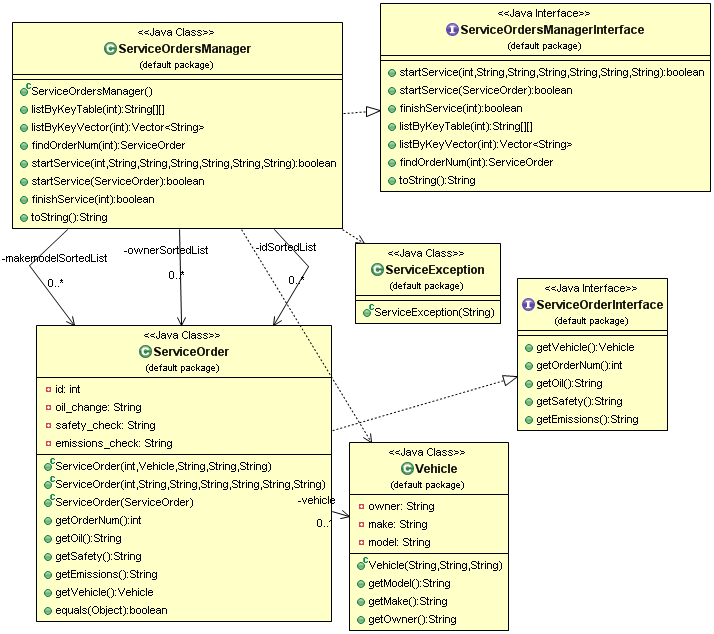 <<Java Class>>
ServiceOrdersManager
(default package)
ServiceOrdersManager()
listByKeyTable(int):String[][]
listByKeyVector(int):Vector<String>
findOrderNum(int):ServiceOrder
startService(int,String,String,String,String,String,String):boolean
startService(ServiceOrder):boolean
finishService(int):boolean
toString():String
<<Java Interface>>
ServiceOrdersManagerInterface
(default package)
startService(int,String,String,String,String,String,String):boolean
startService(ServiceOrder):boolean
finishService(int):boolean
listByKeyTable(int):String[][]
listByKeyVector(int):Vector<String>
findOrderNum(int):ServiceOrder
toString():String
-makemodelSortedList
0..*
-ownerSortedList
0..*
-idSortedList
0..*
<<Java Class>>
ServiceException
(default package)
ServiceException(String)
<<Java Interface>>
ServiceOrderInterface
(default package)
getVehicle():Vehicle
getOrderNum():int
getOil():String
getSafety():String
getEmissions():String
<<Java Class>>
ServiceOrder
(default package)
id: int
oil_change: String
safety_check: String
emissions_check: String
ServiceOrder(int,Vehicle,String,String,String)
ServiceOrder(int,String,String,String,String,String,String)
ServiceOrder(ServiceOrder)
getOrderNum():int
getOil():String
getSafety():String
getEmissions():String
getVehicle():Vehicle
equals(Object):boolean
-vehicle
0..1
<<Java Class>>
Vehicle
(default package)
owner: String
make: String
model: String
Vehicle(String,String,String)
getModel():String
getMake():String
getOwner():String